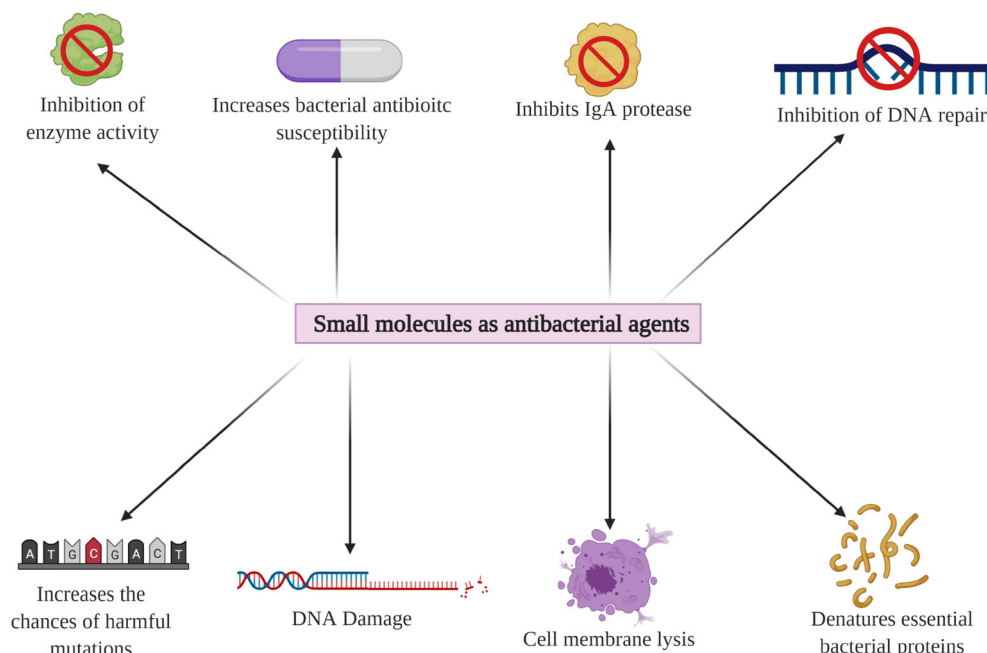 Inhibition of
enzyme activity
Increases bacterial antibioitc
susceptibility
Inhibits IgA protease
Inhibition of DNA repair
Small molecules as antibacterial agents
A T G C G A C T
Increases the
chances of harmful
mutations
DNA Damage
Cell membrane lysis
Denatures essential
bacterial proteins